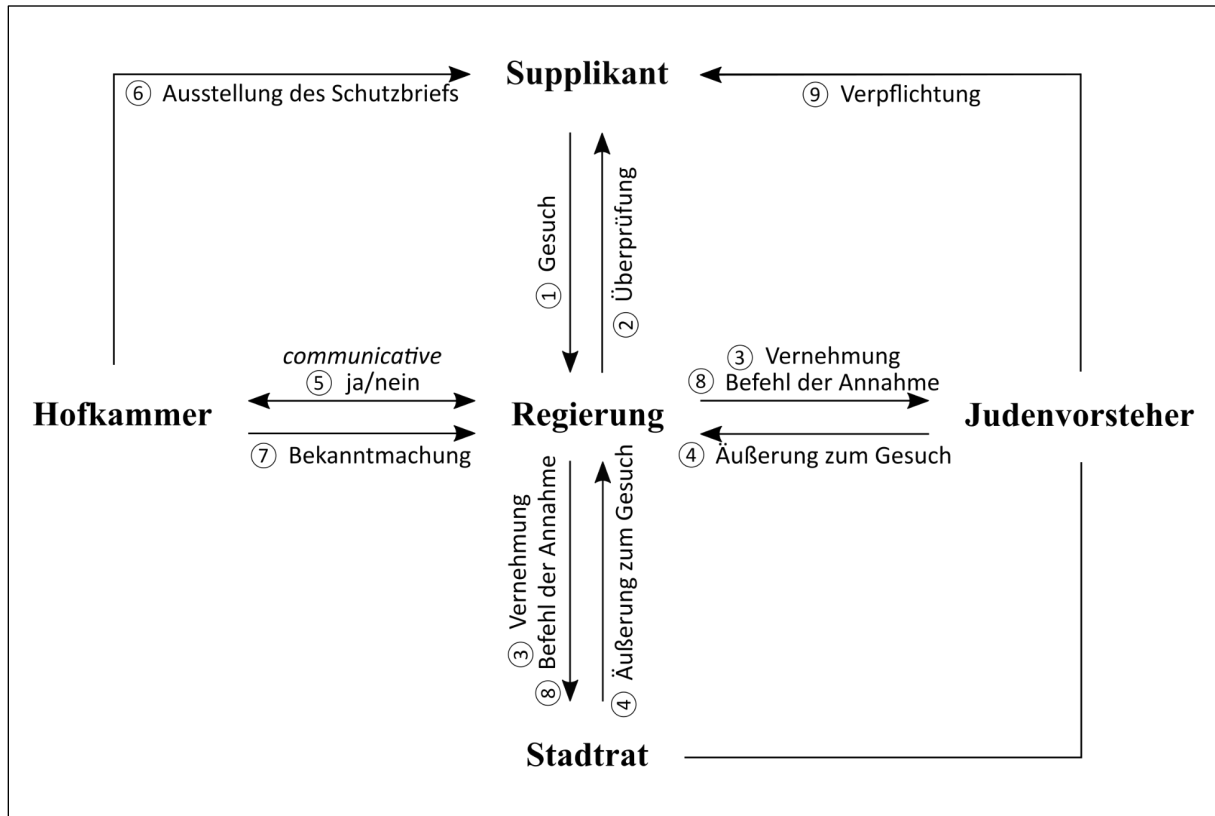 Supplikant
⑥ Ausstellung des Schutzbriefs
⑨ Verpflichtung
① Gesuch
② Überprüfung
communicative
⑤ ja/nein
③ Vernehmung
⑧ Befehl der Annahme
Hofkammer
Regierung
Judenvorsteher
⑦ Bekanntmachung
④ Äußerung zum Gesuch
③ Vernehmung
⑧ Befehl der Annahme
④ Äußerung zum Gesuch
Stadtrat